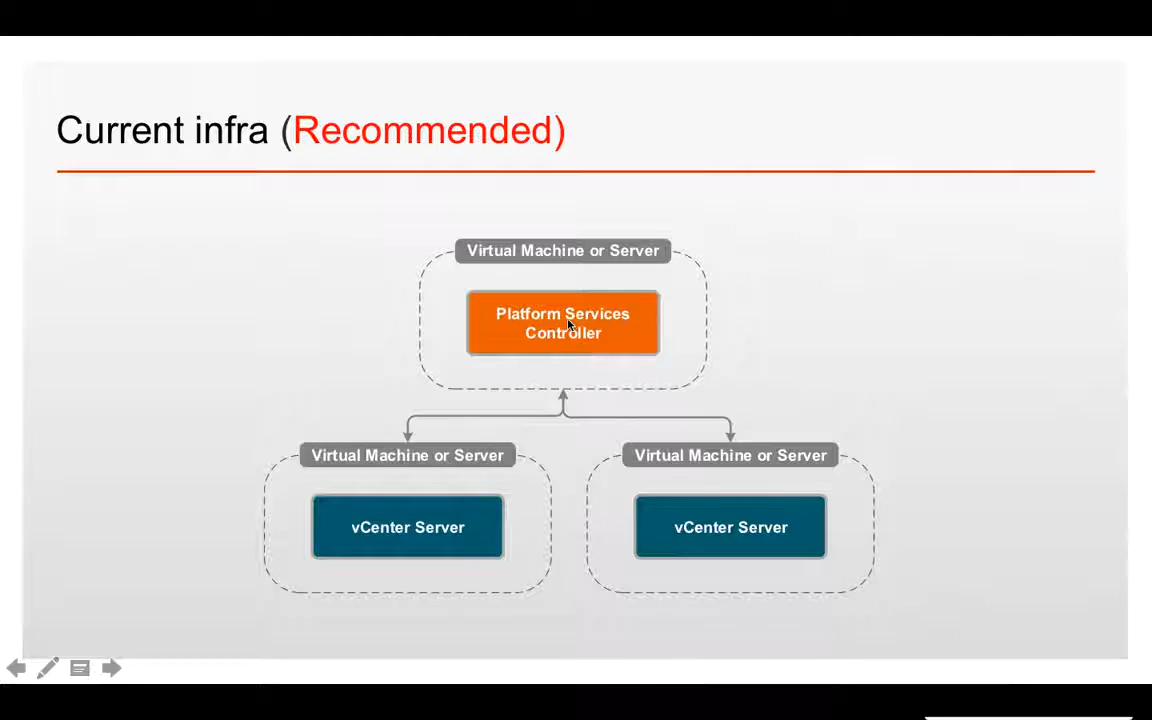 Current infra (Recommended)
Virtual Machine or Server
Platform Services
Controller
Virtual Machine or Server
Virtual Machine or Server
vCenter Server
vCenter Server